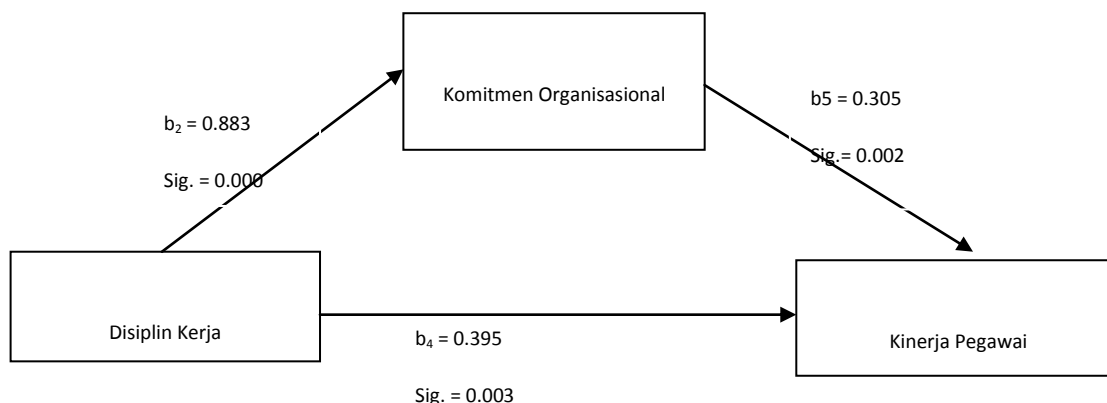 Komitmen Organisasional
b₂ = 0.883
Sig. = 0.000
b5 = 0.305
Sig.= 0.002
Disiplin Kerja
b₄ = 0.395
Sig. = 0.003
Kinerja Pegawai